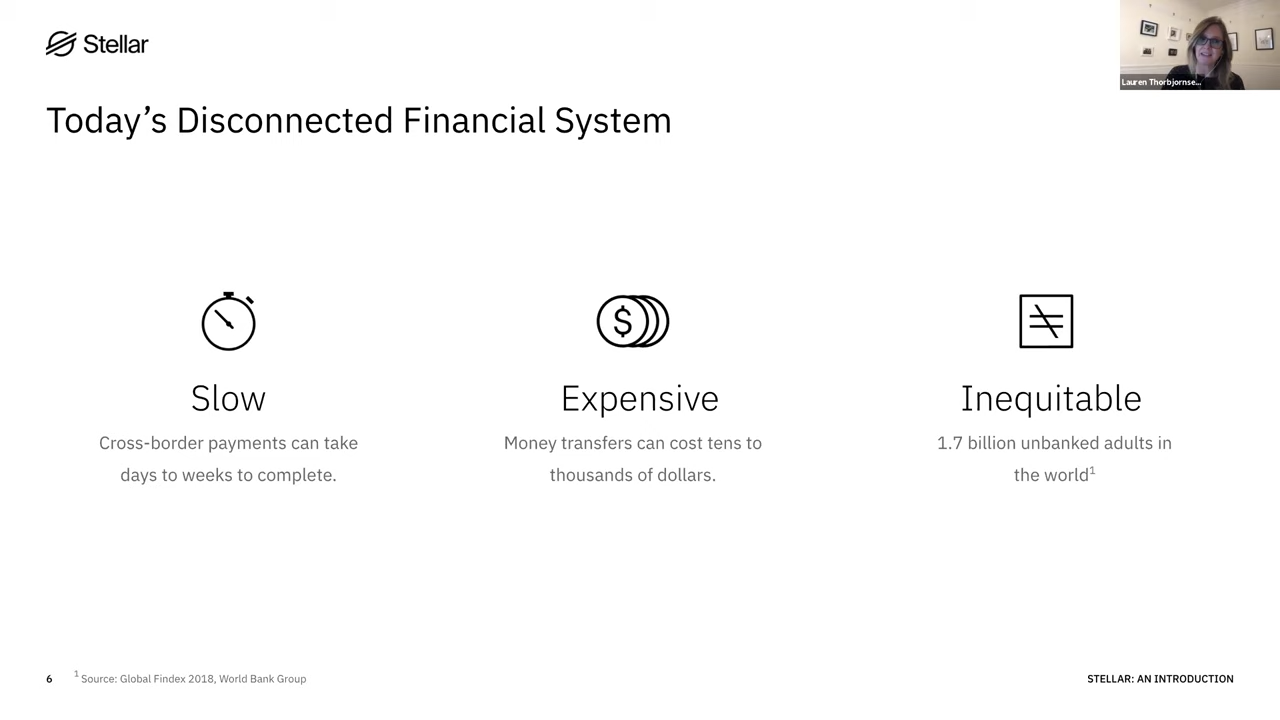 Stellar
Lauren Thorbjornse...
Today’s Disconnected Financial System
Slow
Cross-border payments can take
days to weeks to complete.
Expensive
Money transfers can cost tens to
thousands of dollars.
Inequitable
1.7 billion unbanked adults in
the world¹
6
¹ Source: Global Findex 2018, World Bank Group
STELLAR: AN INTRODUCTION